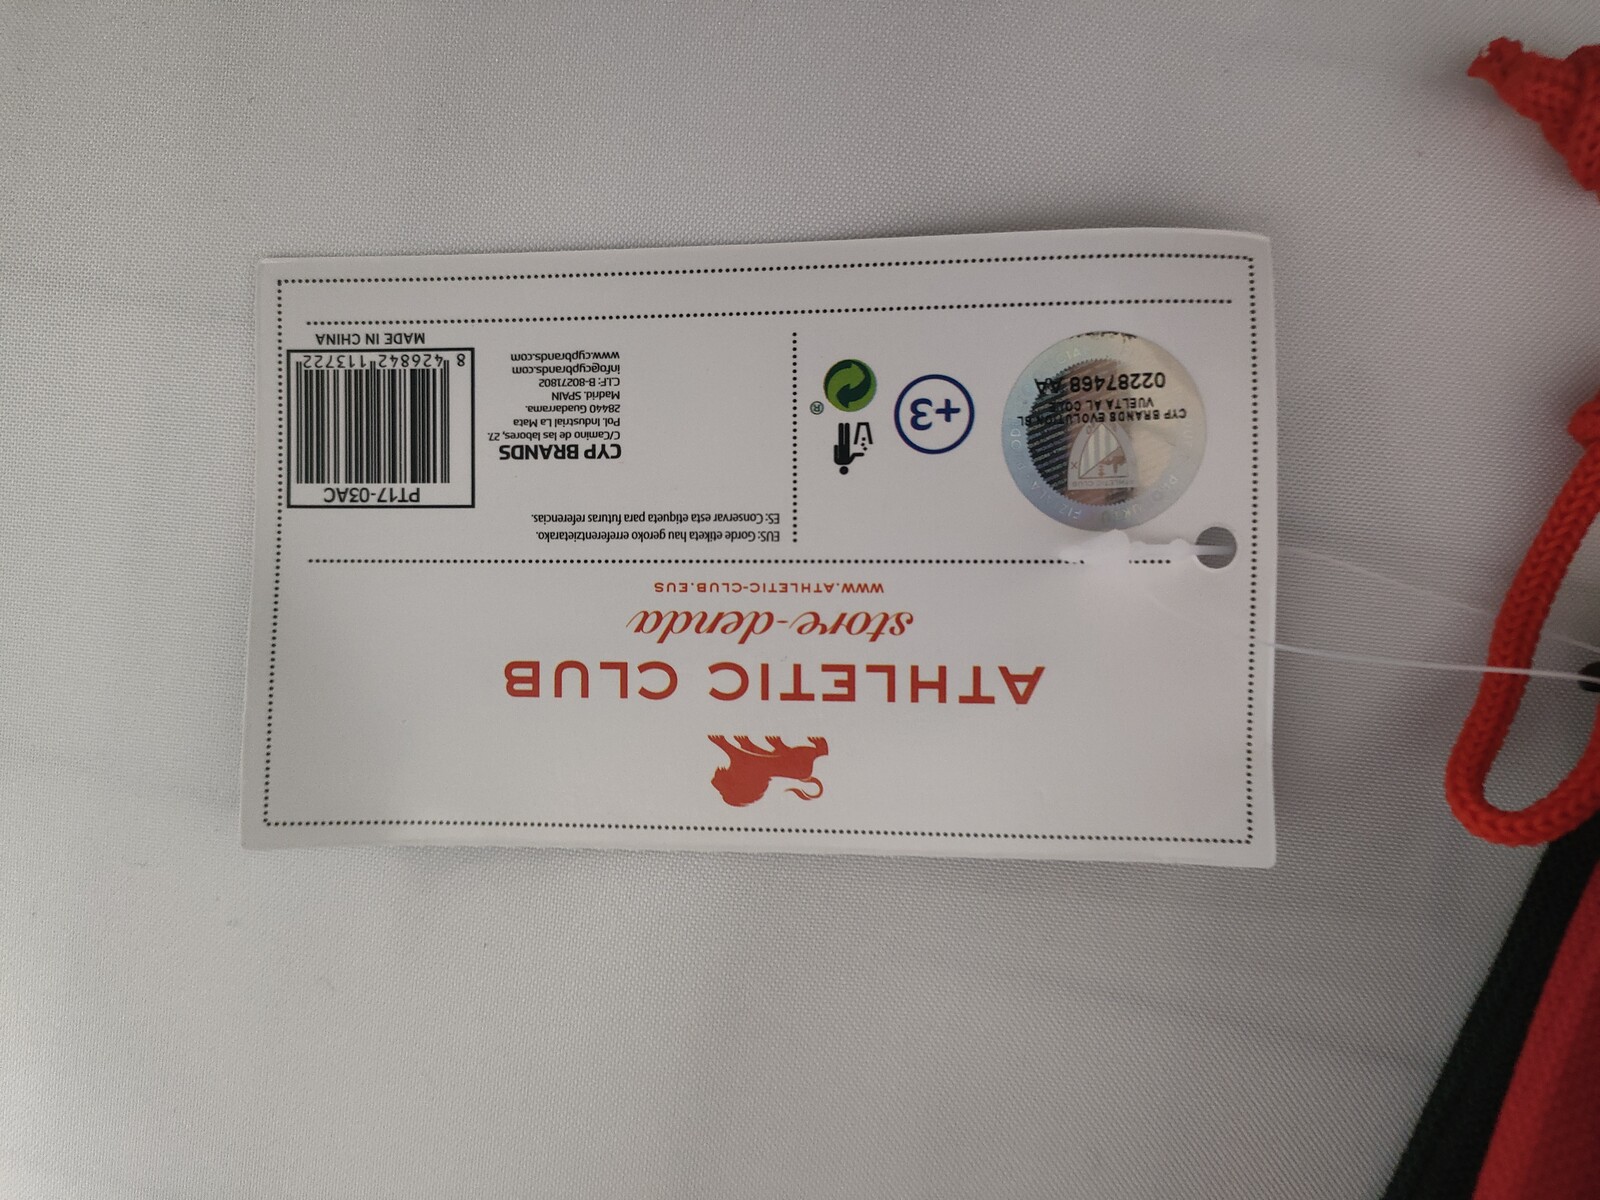 ATHLETIC CLUB
store-denda
WWW.ATHLETIC-CLUB.EUS
EUS: Gorde etiketa hau geroko erreferentzietarako.
ES: Conservar esta etiqueta para futuras referencias.
ATHLETIC CLUB
CYP BRANDS EVOLUTION SL
VUELTA AL COLE
02287468 AA
+3
®
CYP BRANDS
C/Camino de las labores, 27.
Pol. Industrial La Mata
28440 Guadarrama.
Madrid. SPAIN
C.I.F: B-80271802
info@cypbrands.com
www.cypbrands.com
PT17-03AC
8 426842 113722
MADE IN CHINA